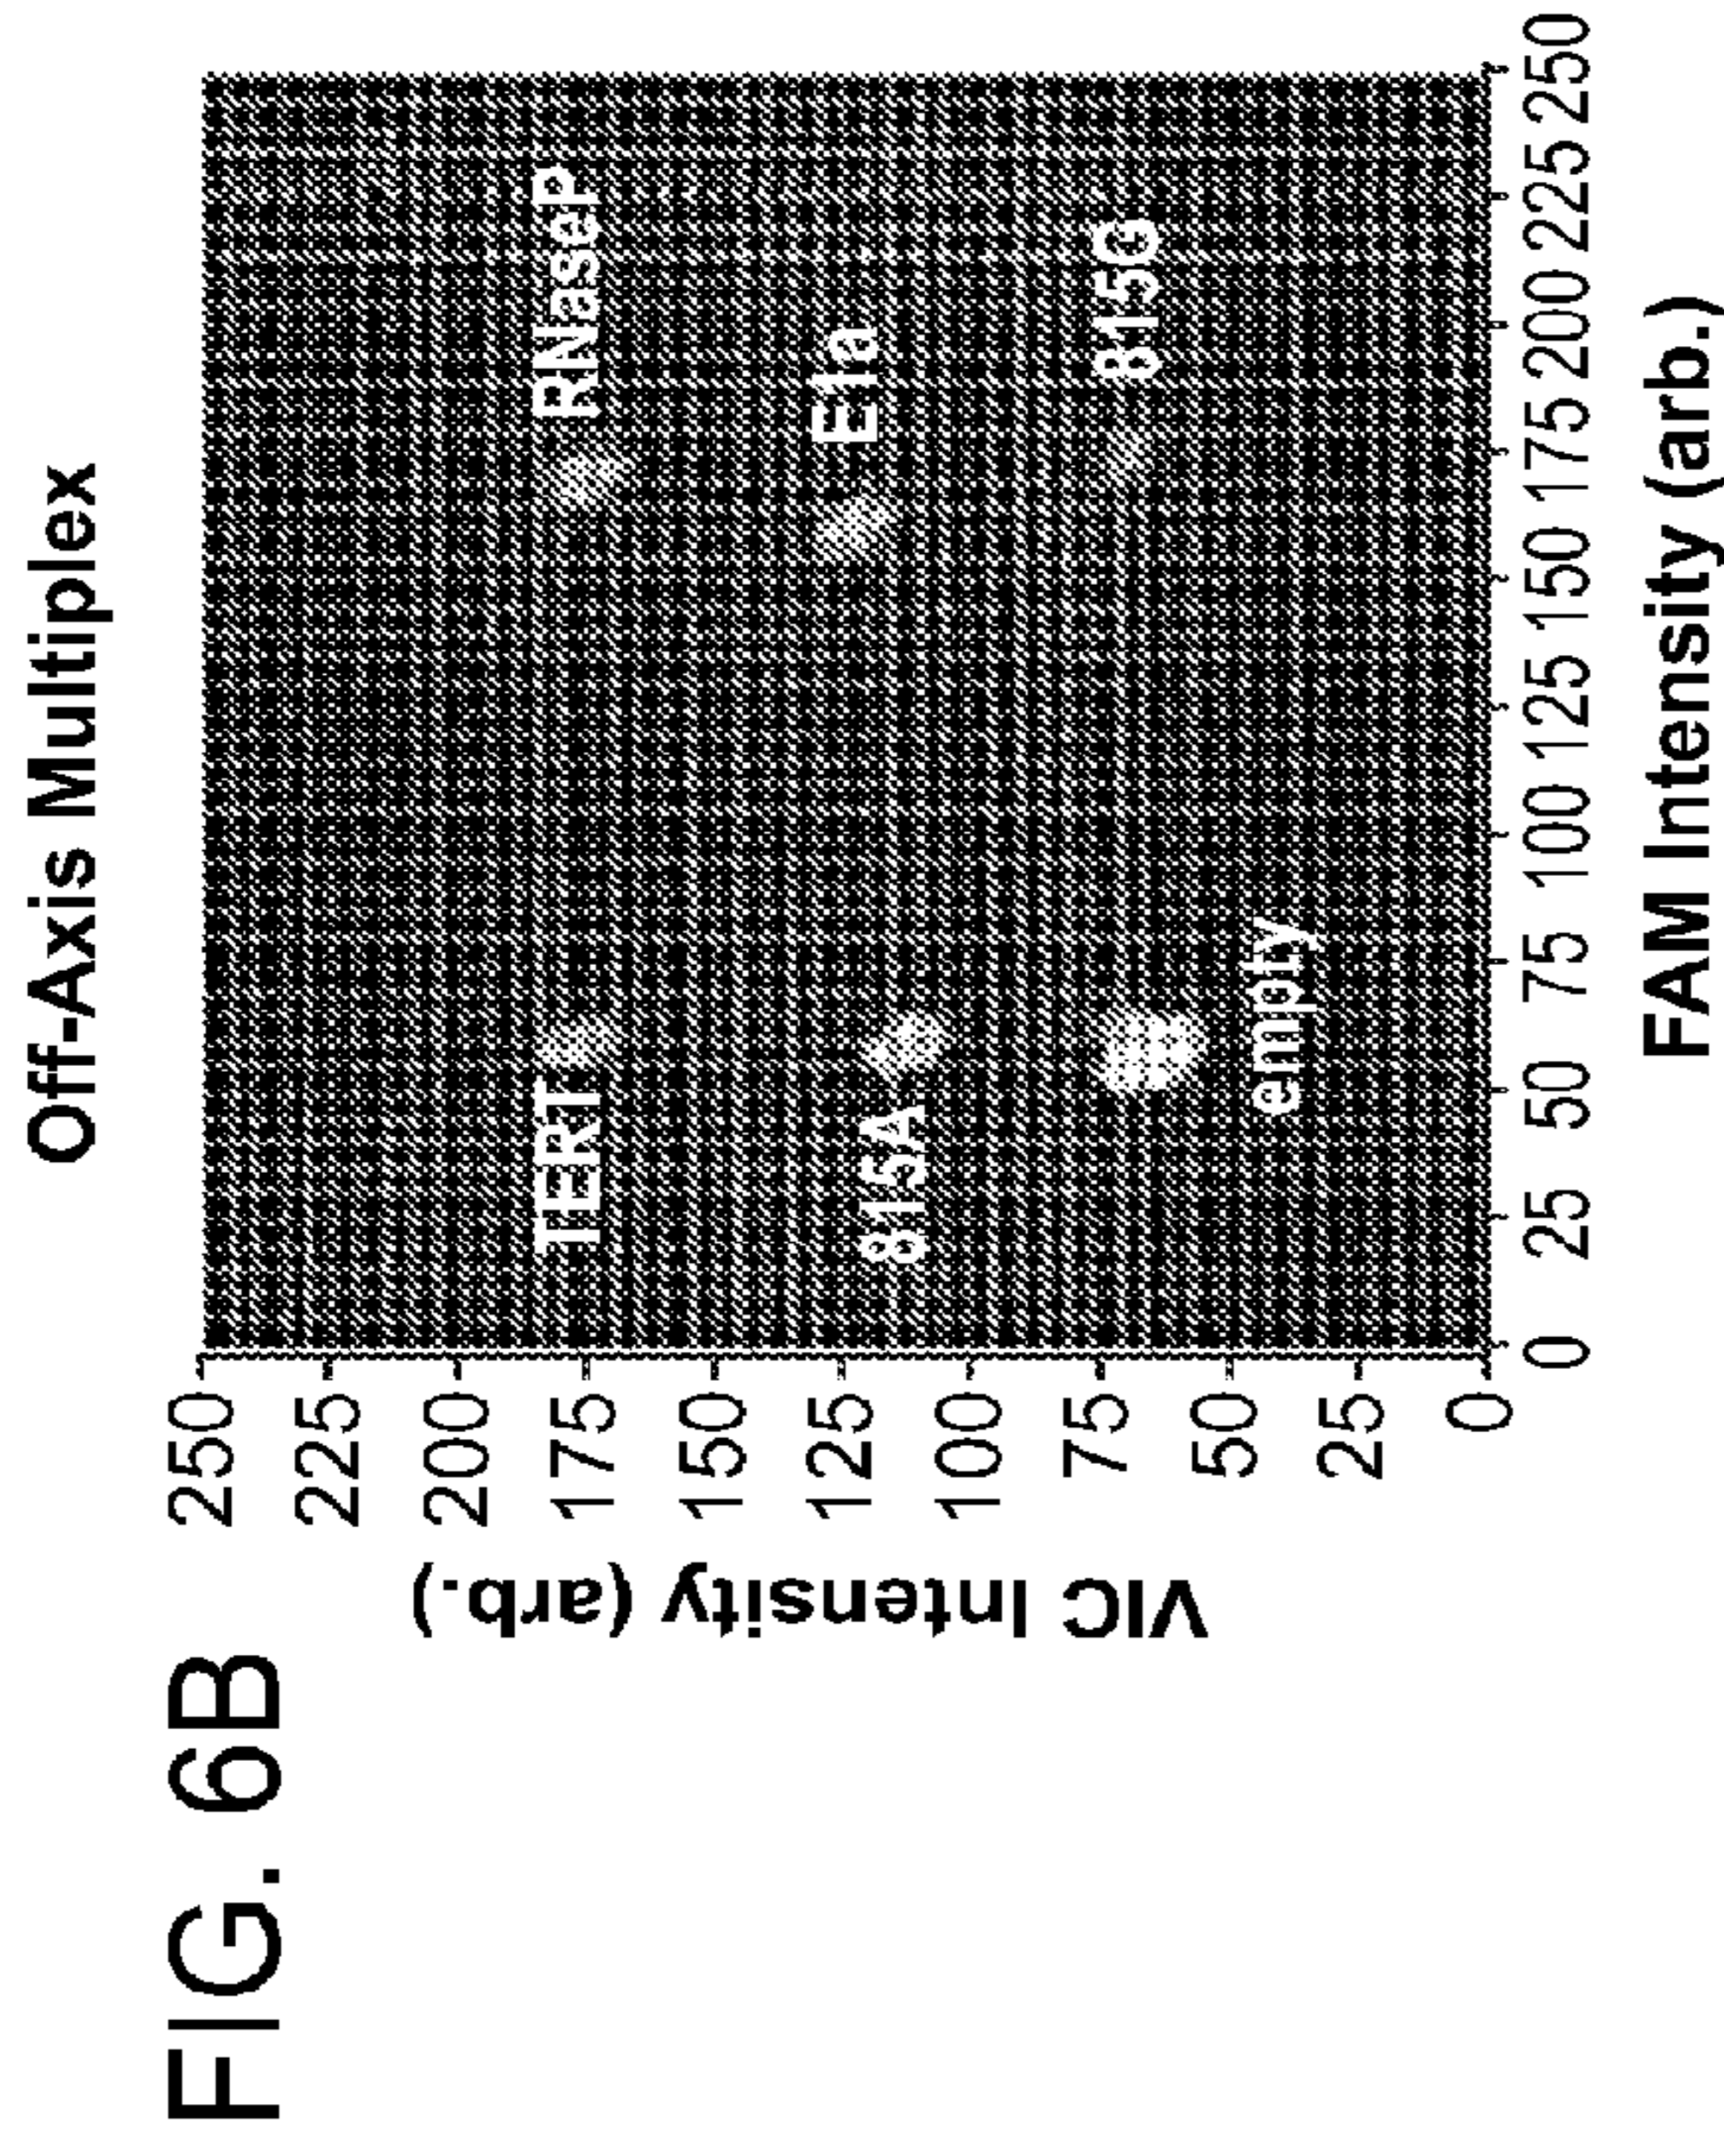 FIG. 6B
Off-Axis Multiplex
VIC Intensity (arb.)
250
225
200
175
150
125
100
75
50
25
0
TERT
RNaseP
815A
E1a
815G
empty
0 25 50 75 100 125 150 175 200 225 250
FAM Intensity (arb.)